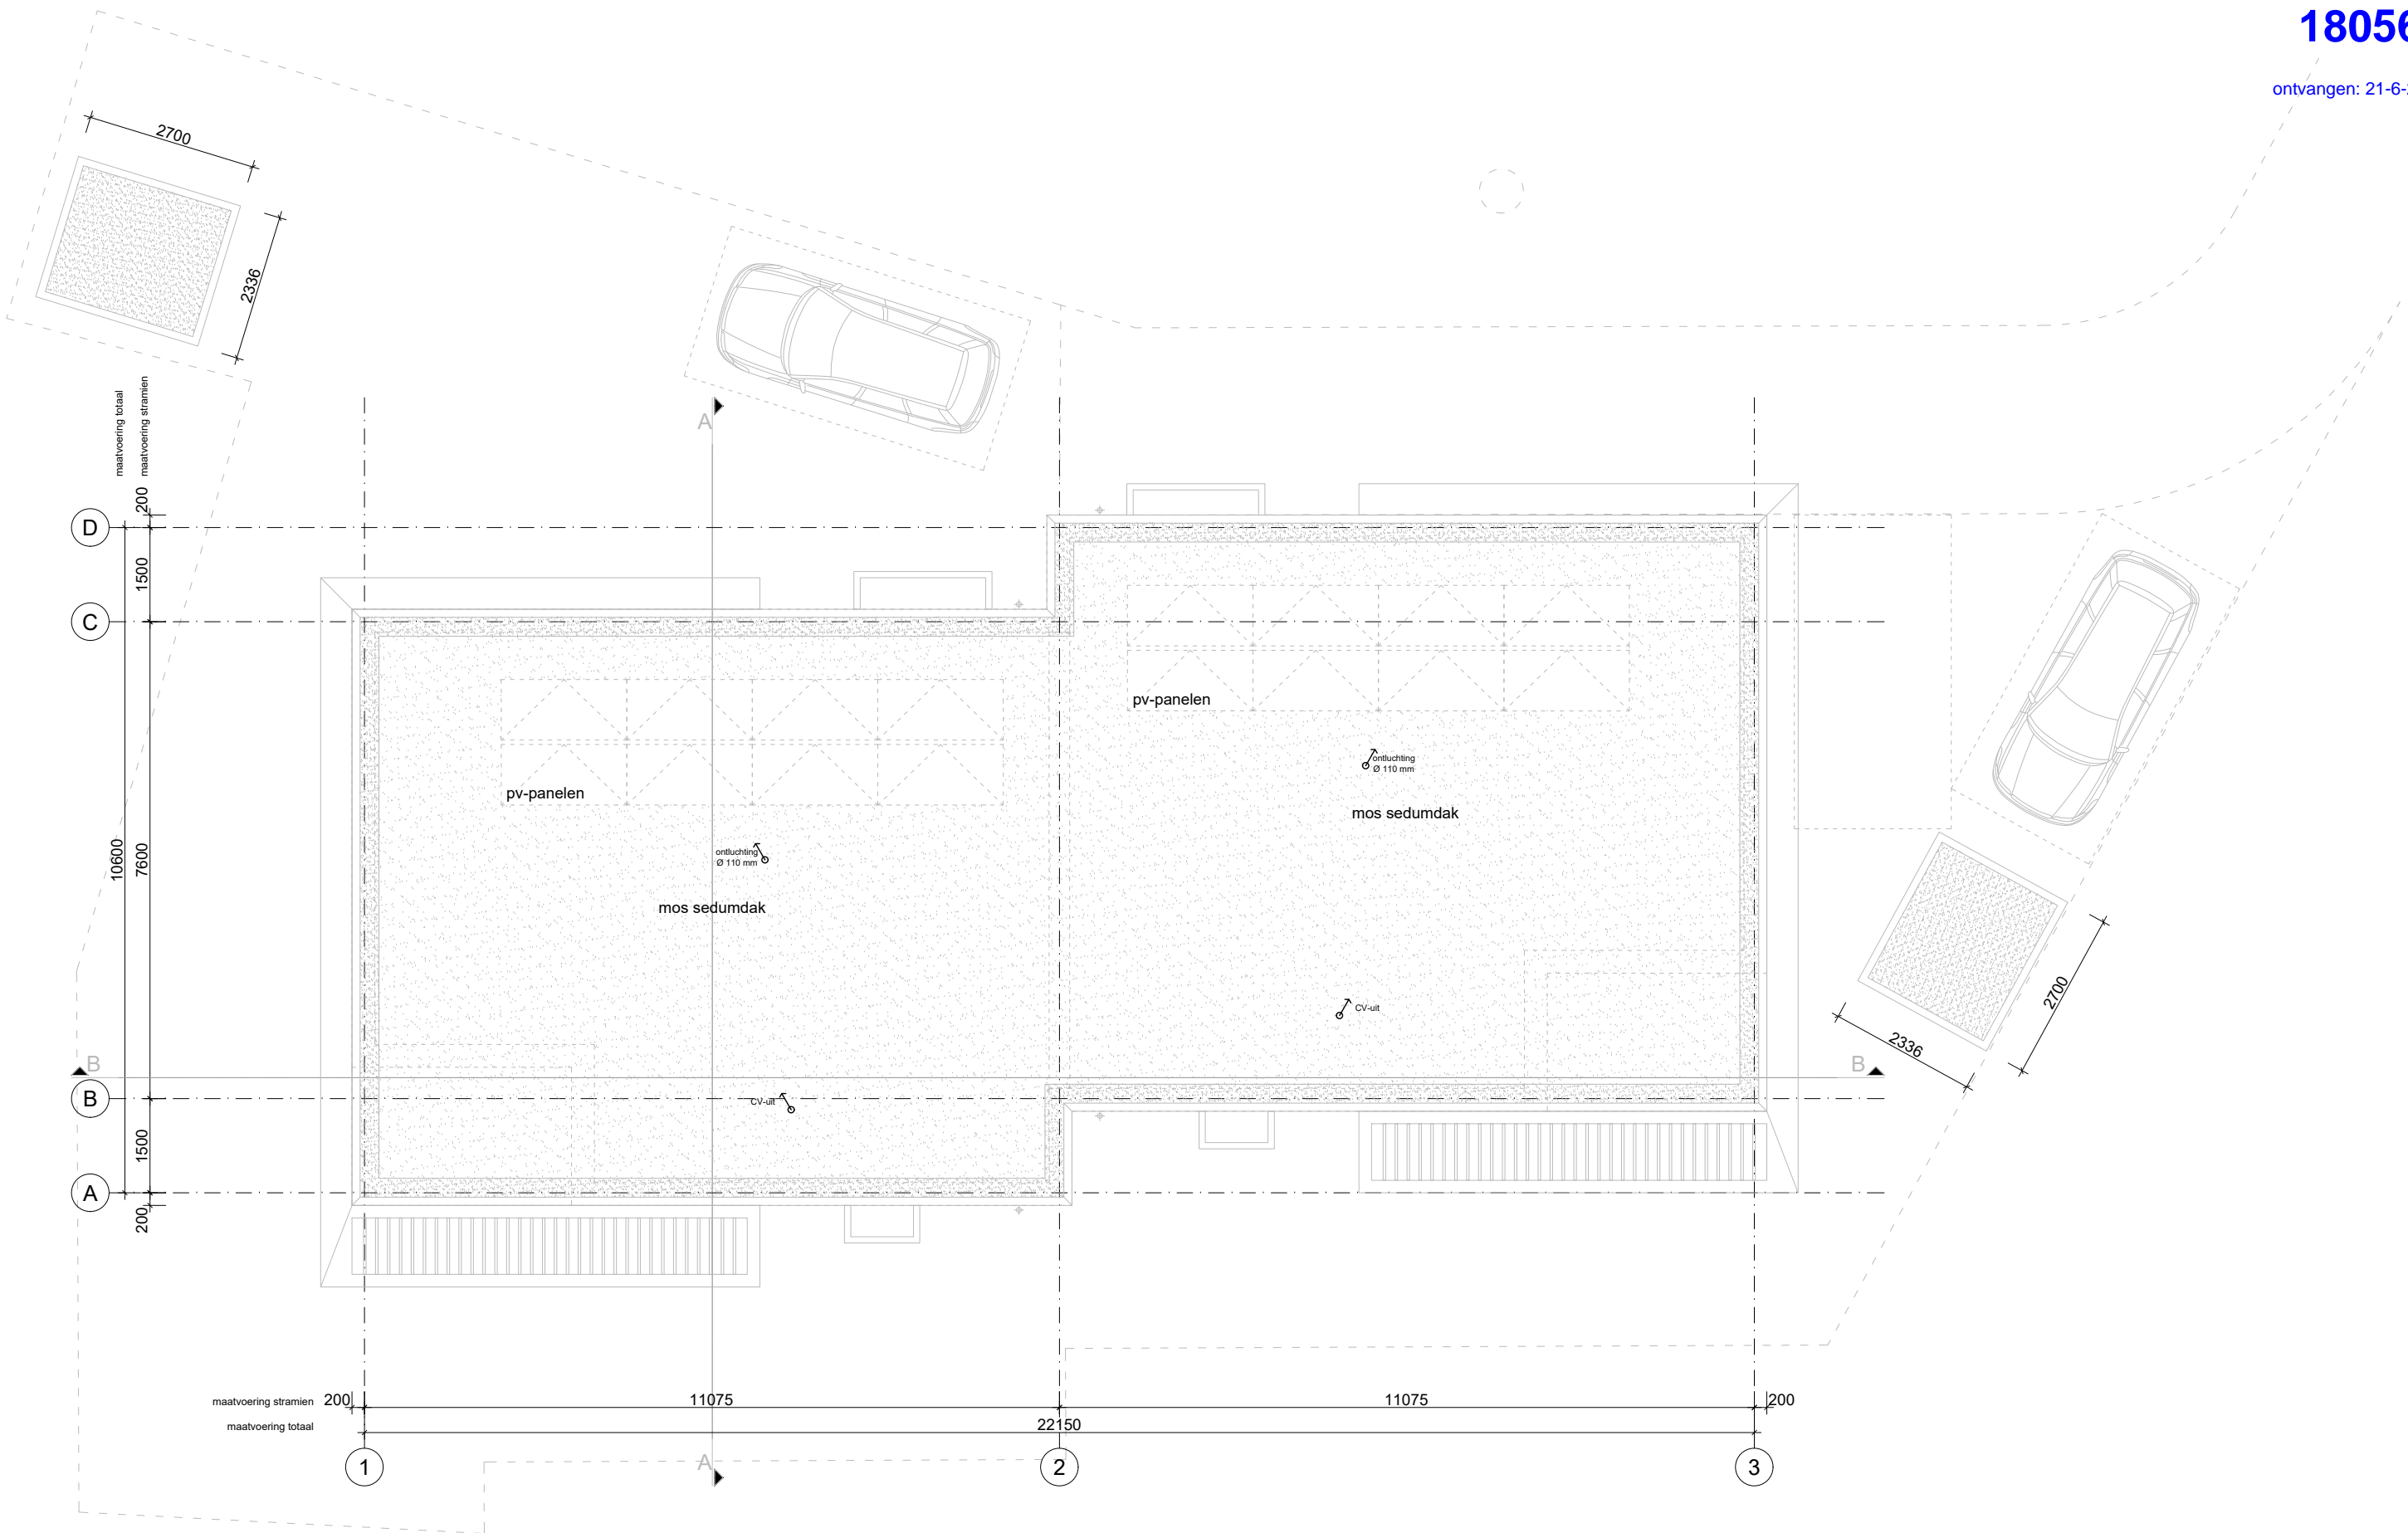 18056
ontvangen: 21-6-
2700
2336
maatvoering totaal
maatvoering stramien
A
200
D
1500
C
pv-panelen
pv-panelen
ontluchting
Ø 110 mm
mos sedumdak
10600
7600
ontluchting
Ø 110 mm
mos sedumdak
CV-uit
2700
2336
B
B
B
CV-uit
1500
A
200
maatvoering stramien
200
11075
11075
200
maatvoering totaal
22150
A
1
2
3